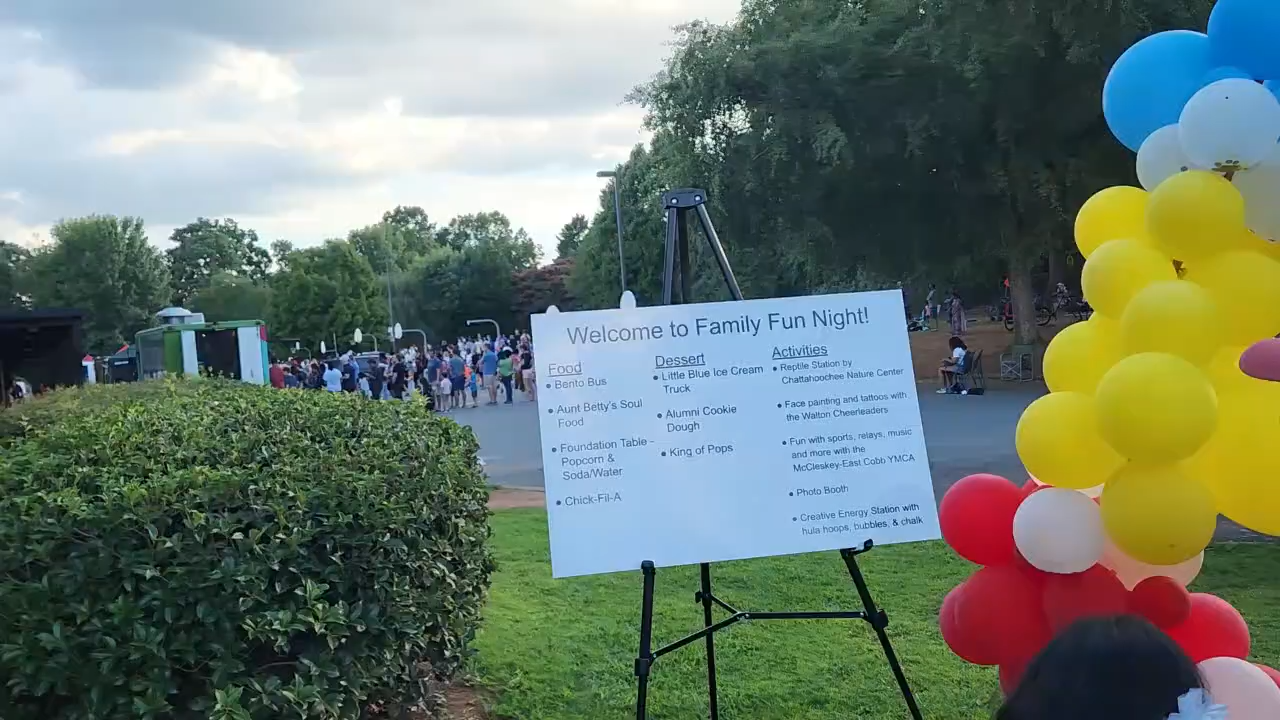 Welcome to Family Fun Night!
Food
• Bento Bus
• Aunt Betty's Soul
Food
• Foundation Table -
Popcorn &
Soda/Water
• Chick-Fil-A
Dessert
• Little Blue Ice Cream
Truck
• Alumni Cookie
Dough
• King of Pops
Activities
• Reptile Station by
Chattahoochee Nature Center
• Face painting and tattoos with
the Walton Cheerleaders
• Fun with sports, relays, music
and more with the
McCleskey-East Cobb YMCA
• Photo Booth
• Creative Energy Station with
hula hoops, bubbles, & chalk